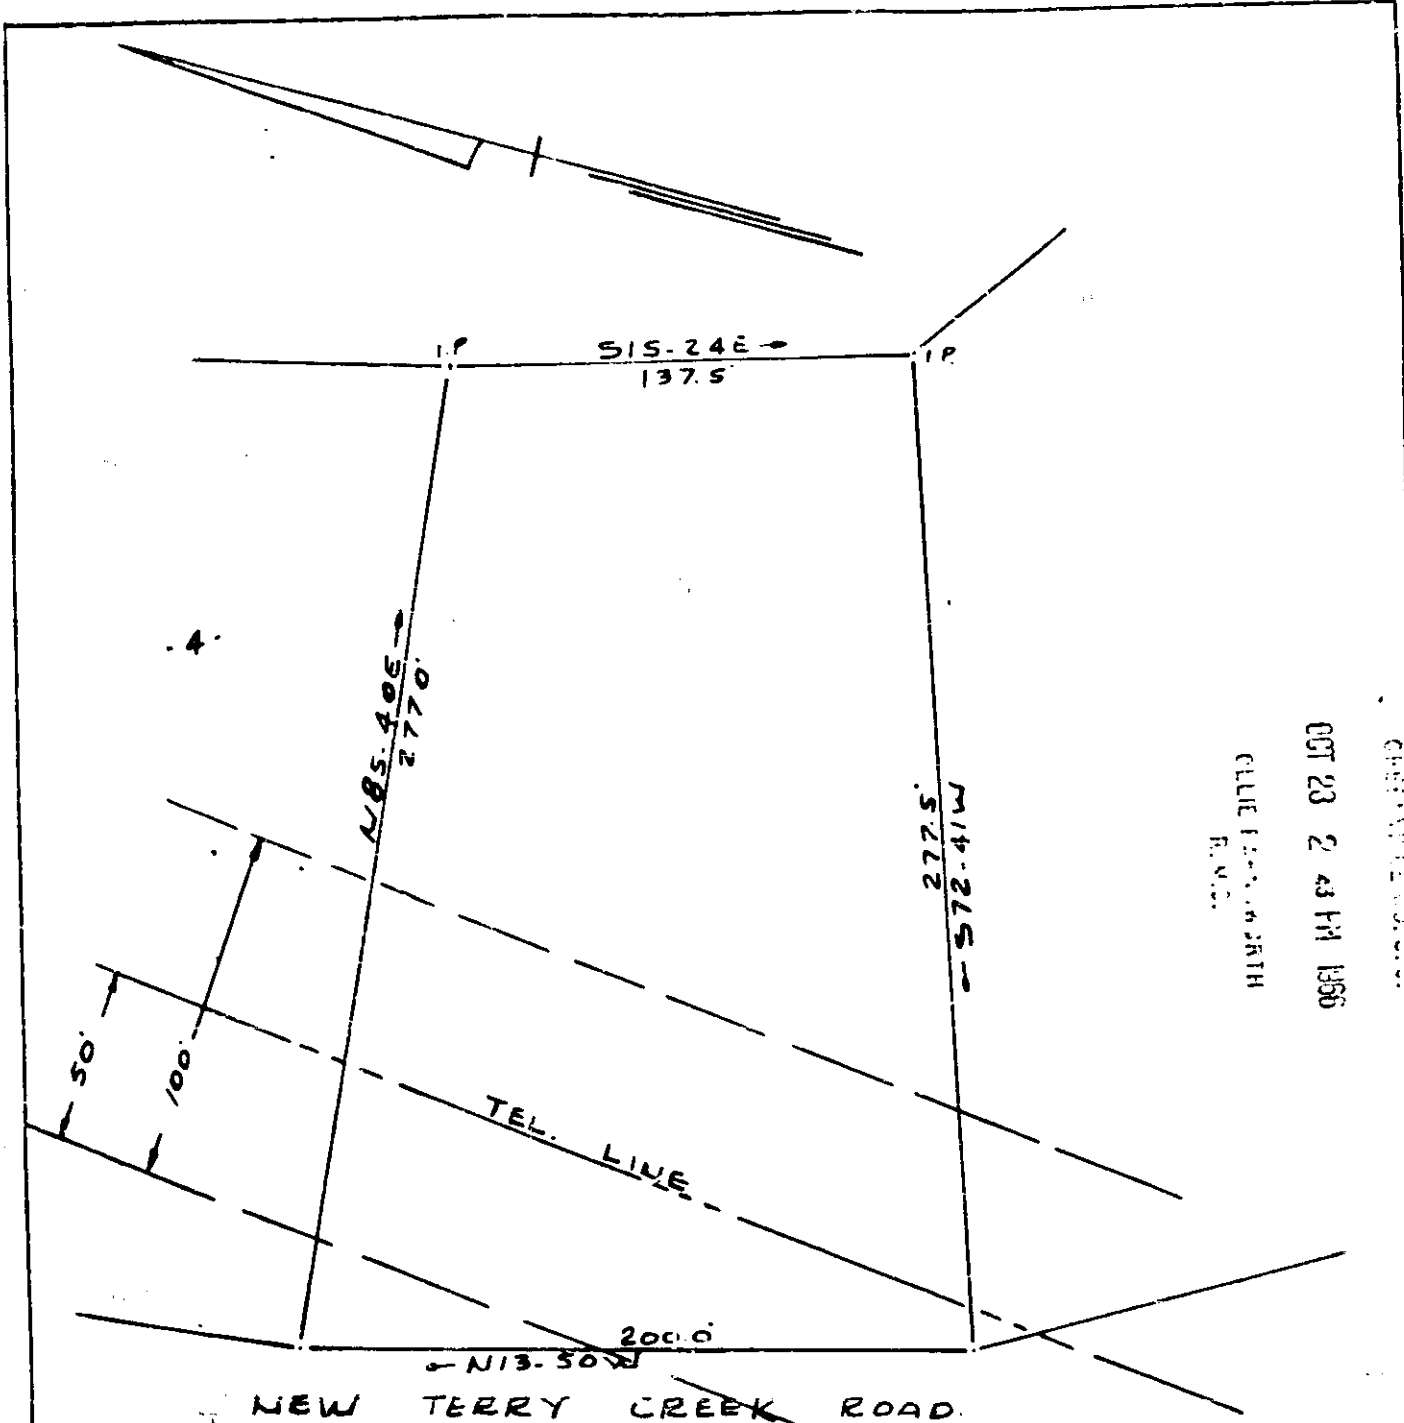 I.P.
S15-24E
137.5
I.P.
4
N85-40E
277.0'
277.5'
S72-41W
OCT 23 2 43 PM 1966
OLLIE
R.M.C.
50'
100'
TEL. LINE
200.0'
N13-50W
NEW TERRY CREEK ROAD.